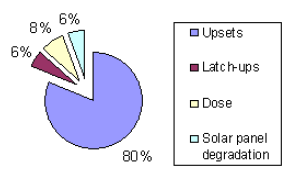 6%
8%
6%
80%
Upsets
Latch-ups
Dose
Solar panel
degradation